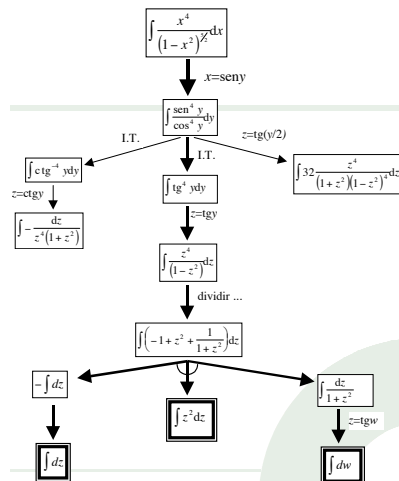 ∫ x⁴/(1−x²)^⁵⁄₂ dx
x=seny
∫ sen⁴ y/cos⁴ y dy
I.T.
I.T.
z=tg(y/2)
∫ ctg⁻⁴ ydy
∫ tg⁴ ydy
∫ 32 z⁴/((1+z²)(1−z²)⁴) dz
z=ctgy
z=tgy
∫ − dz/(z⁴(1+z²))
∫ z⁴/(1−z²) dz
dividir ...
∫ {−1+z²+1/(1+z²)} dz
−∫ dz
∫ z² dz
∫ dz/(1+z²)
z=tgw
∫ dz
∫ dw